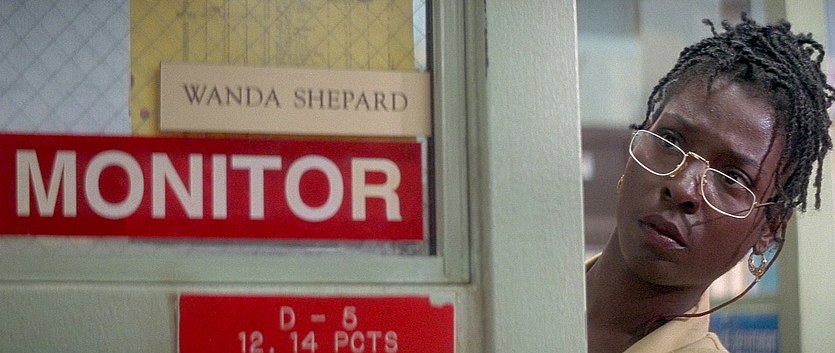 WANDA SHEPARD
MONITOR
D - 5
12, 14 PCTS